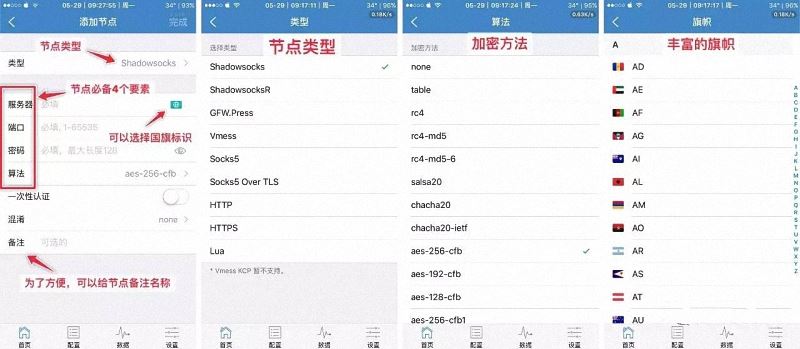 05-29 @ 09:27:55
34° | 93%
添加节点
完成
节点类型
类型
Shadowsocks
节点必备4个要素
服务器
必填
可以选择国旗标识
端口
必填, 1-65535
密码
必填，最大长度128
算法
aes-256-cfb
一次性认证
混淆
none
备注
可选的
为了方便，可以给节点备注名称
首页
配置
数据
设置
05-29 @ 09:17:11
34° | 96%
0.18K/s
类型
选择类型
节点类型
Shadowsocks
ShadowsocksR
GFW.Press
Vmess
Socks5
Socks5 Over TLS
HTTP
HTTPS
Lua
* Vmess KCP 暂不支持。
首页
配置
数据
设置
05-29 @ 09:17:24
34° | 95%
0.63K/s
算法
加密方法
加密方法
none
table
rc4
rc4-md5
rc4-md5-6
salsa20
chacha20
chacha20-ietf
aes-256-cfb
aes-192-cfb
aes-128-cfb
aes-256-cfb1
首页
配置
数据
设置
05-29 @ 09:17:17
34° | 96%
0.18K/s
旗帜
丰富的旗帜
A
AD
AE
AF
AG
AI
AL
AM
AO
AR
AS
AT
AU
A
B
C
D
E
F
G
H
I
J
K
L
M
N
O
P
Q
R
S
T
U
V
W
X
Y
Z
首页
配置
数据
设置